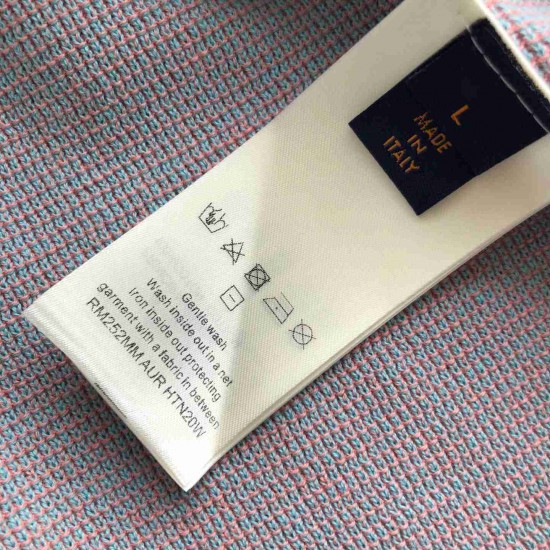 L
MADE
IN
ITALY
Gentle wash
Wash inside out in a net
Iron inside out protecting
garment with a fabric in between
RM252MM AUR HTN20W